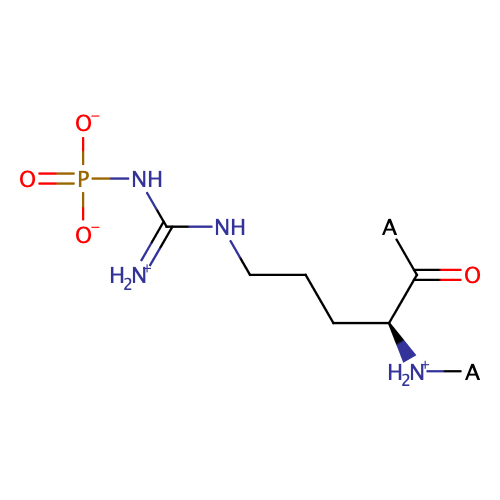 O⁻
O P NH
O⁻ NH A
H₂N⁺ O
H₂N⁺ A